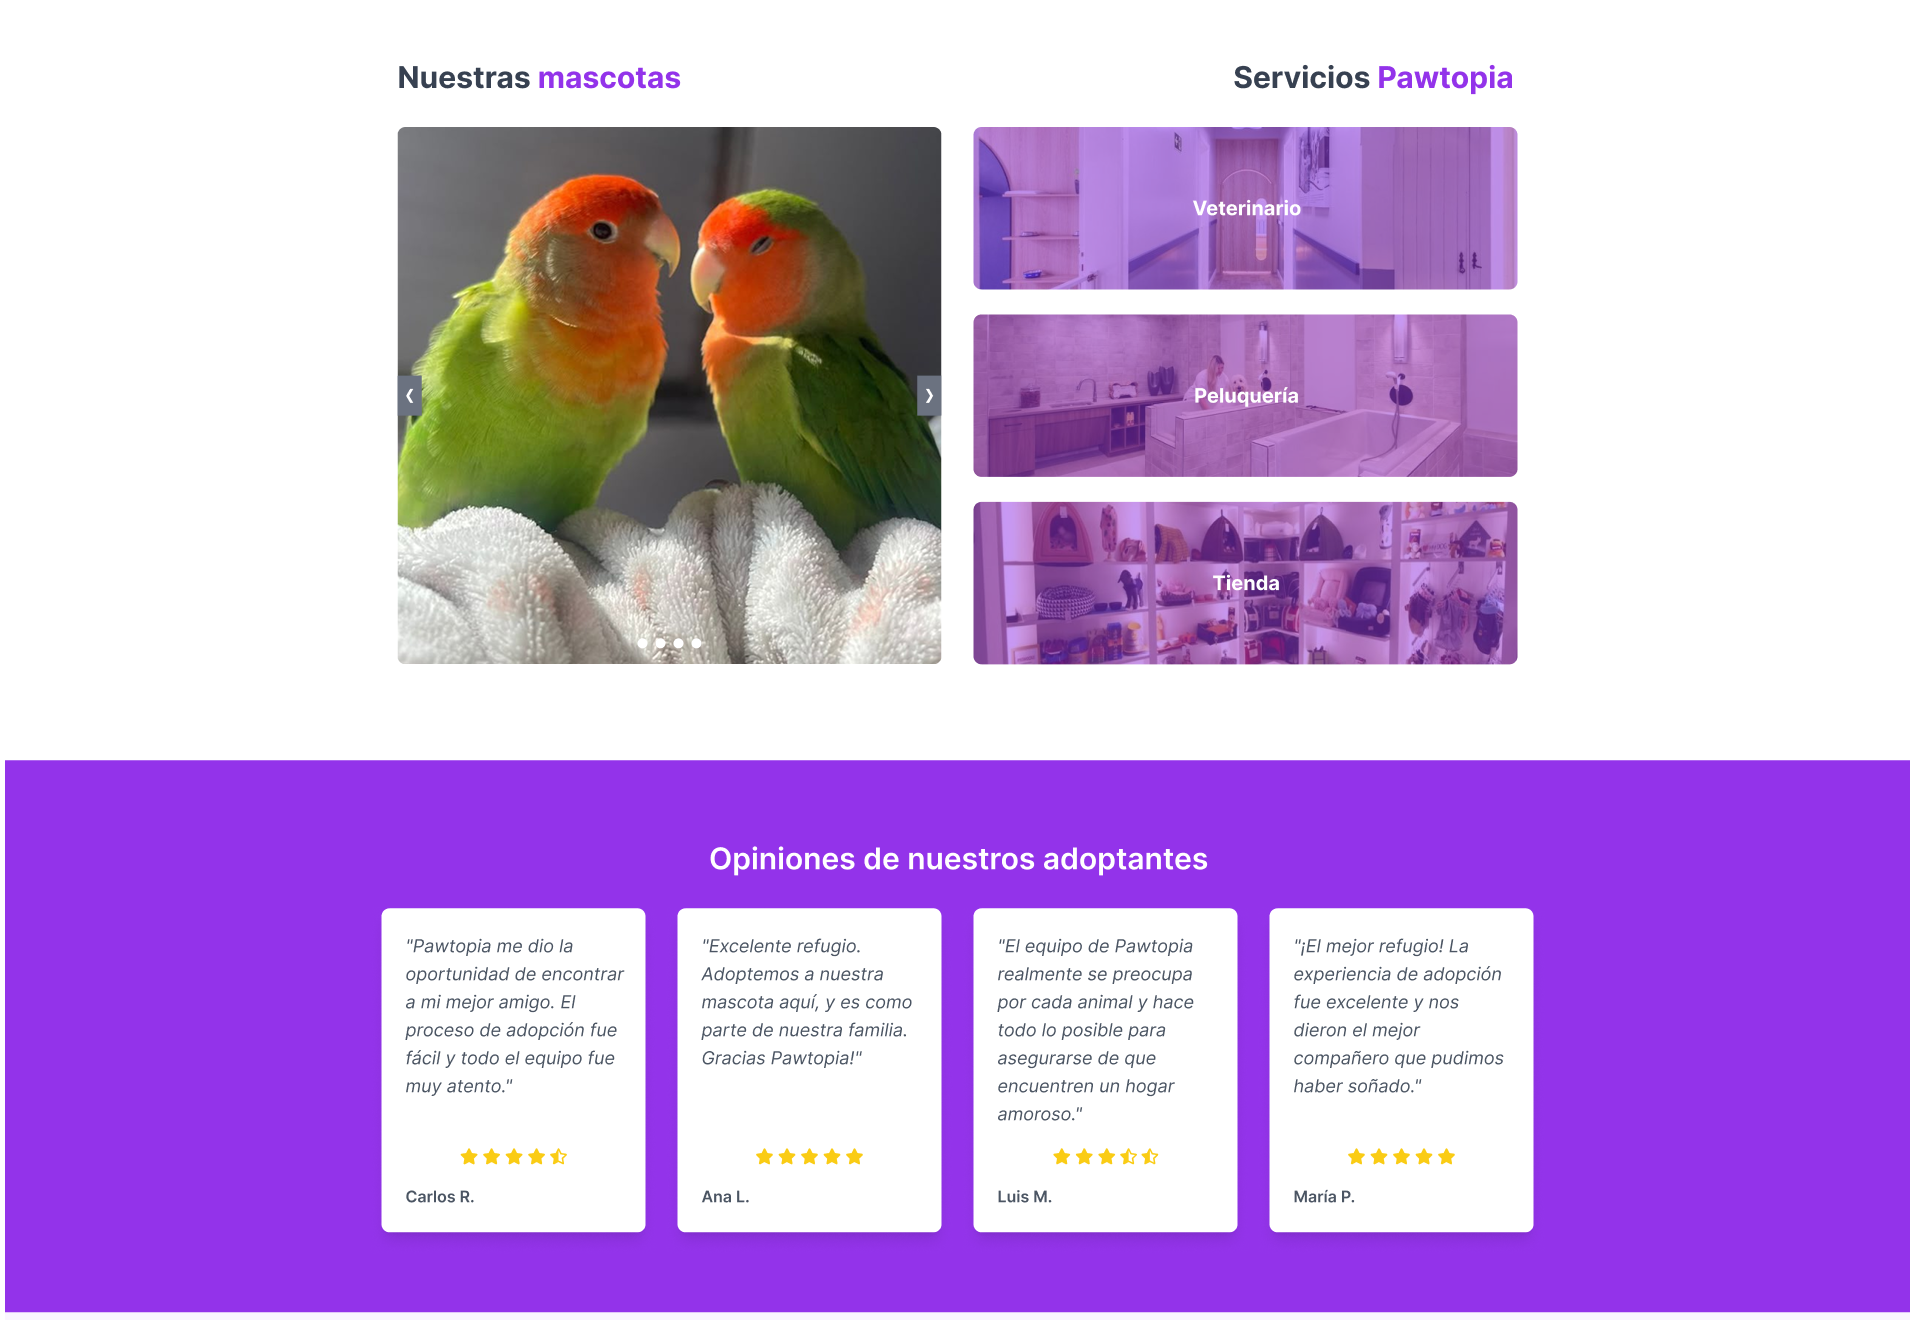 Nuestras mascotas
Servicios Pawtopia
❮
❯
Veterinario
Peluquería
Tienda
Opiniones de nuestros adoptantes
"Pawtopia me dio la
oportunidad de encontrar
a mi mejor amigo. El
proceso de adopción fue
fácil y todo el equipo fue
muy atento."
Carlos R.
"Excelente refugio.
Adoptemos a nuestra
mascota aquí, y es como
parte de nuestra familia.
Gracias Pawtopia!"
Ana L.
"El equipo de Pawtopia
realmente se preocupa
por cada animal y hace
todo lo posible para
asegurarse de que
encuentren un hogar
amoroso."
Luis M.
"¡El mejor refugio! La
experiencia de adopción
fue excelente y nos
dieron el mejor
compañero que pudimos
haber soñado."
María P.